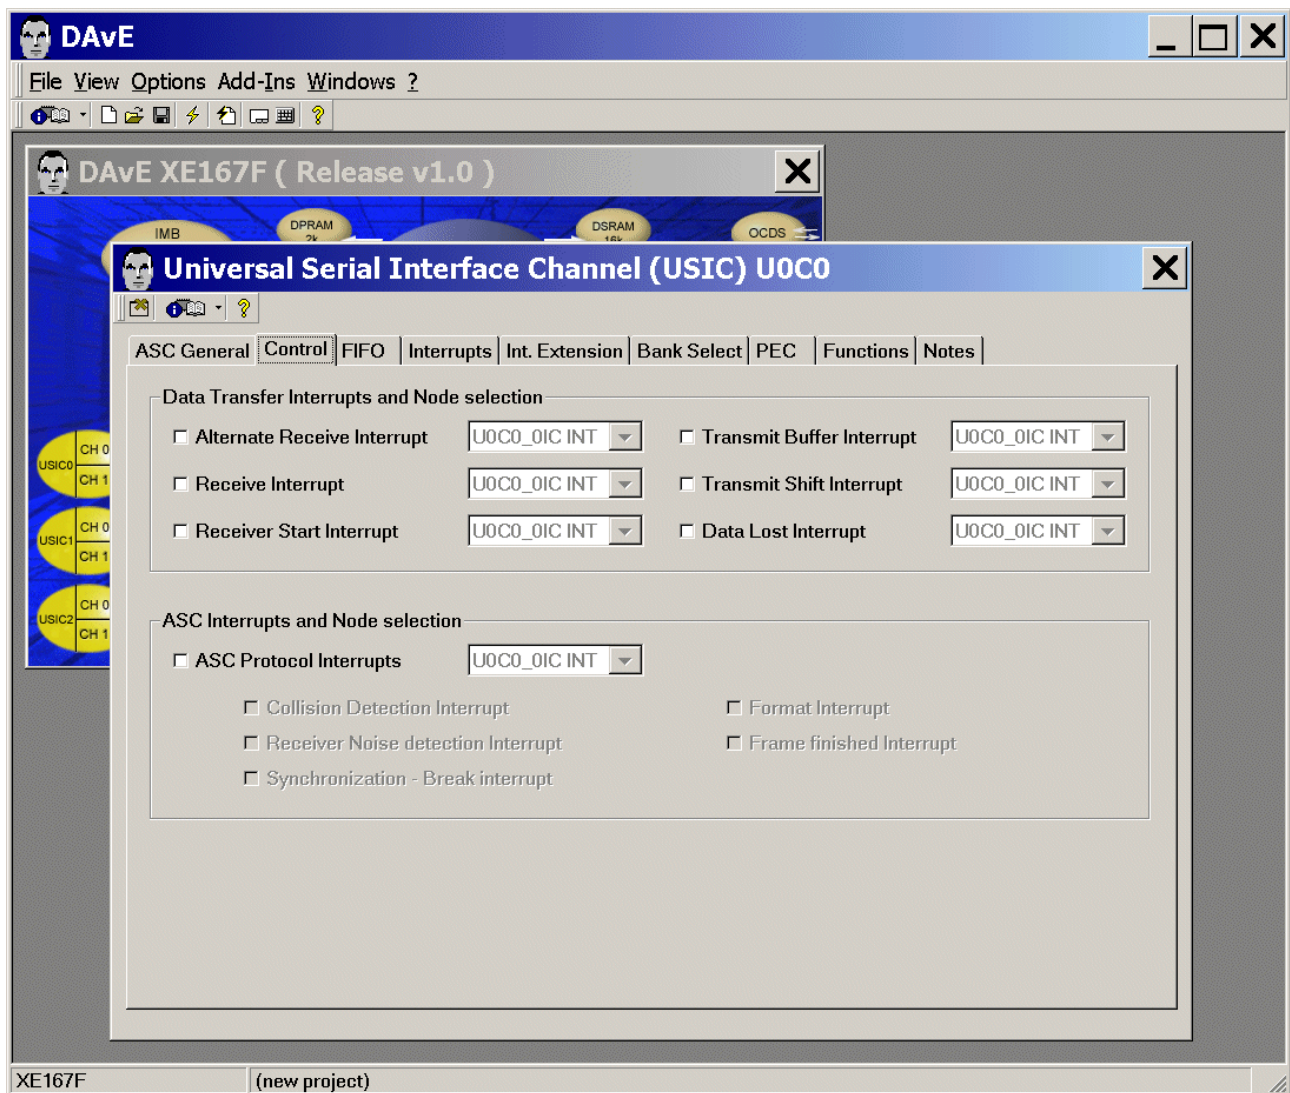 DAvE
File View Options Add-Ins Windows ?
DAvE XE167F ( Release v1.0 )
IMB
DPRAM
2k
DSRAM
16k
OCDS
Universal Serial Interface Channel (USIC) U0C0
ASC General Control FIFO Interrupts Int. Extension Bank Select PEC Functions Notes
Data Transfer Interrupts and Node selection
Alternate Receive Interrupt U0C0_0IC INT Transmit Buffer Interrupt U0C0_0IC INT
Receive Interrupt U0C0_0IC INT Transmit Shift Interrupt U0C0_0IC INT
Receiver Start Interrupt U0C0_0IC INT Data Lost Interrupt U0C0_0IC INT
USIC0 CH 0
CH 1
USIC1 CH 0
CH 1
USIC2 CH 0
CH 1
ASC Interrupts and Node selection
ASC Protocol Interrupts U0C0_0IC INT
Collision Detection Interrupt Format Interrupt
Receiver Noise detection Interrupt Frame finished Interrupt
Synchronization - Break interrupt
XE167F (new project)